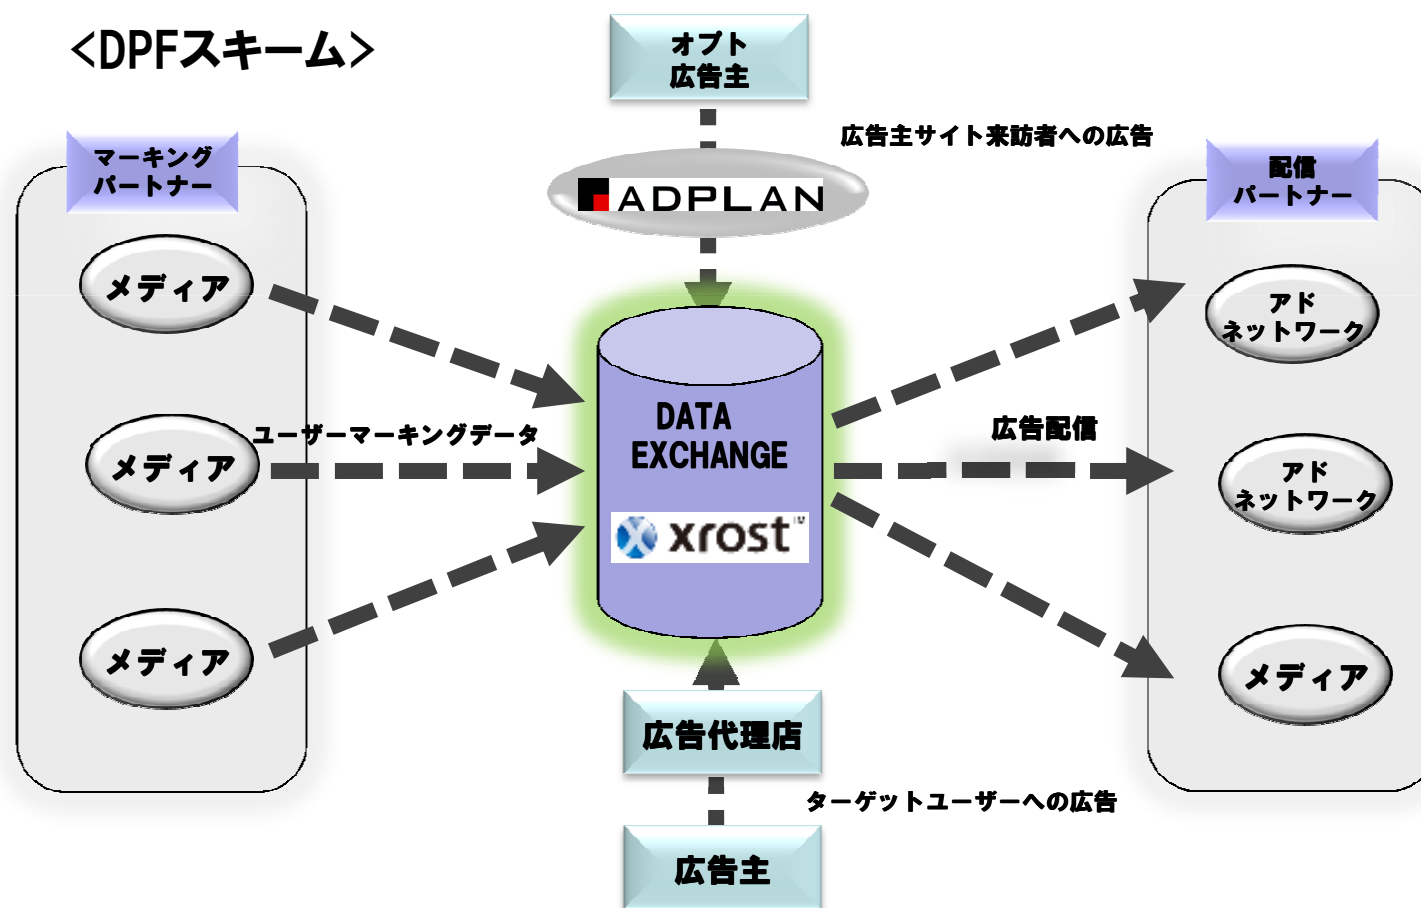 <DPFスキーム>
オプト
広告主
広告主サイト来訪者への広告
ADPLAN
マーキング
パートナー
メディア
メディア
メディア
ユーザーマーキングデータ
DATA
EXCHANGE
xrost™
広告配信
配信
パートナー
アド
ネットワーク
アド
ネットワーク
メディア
広告代理店
ターゲットユーザーへの広告
広告主